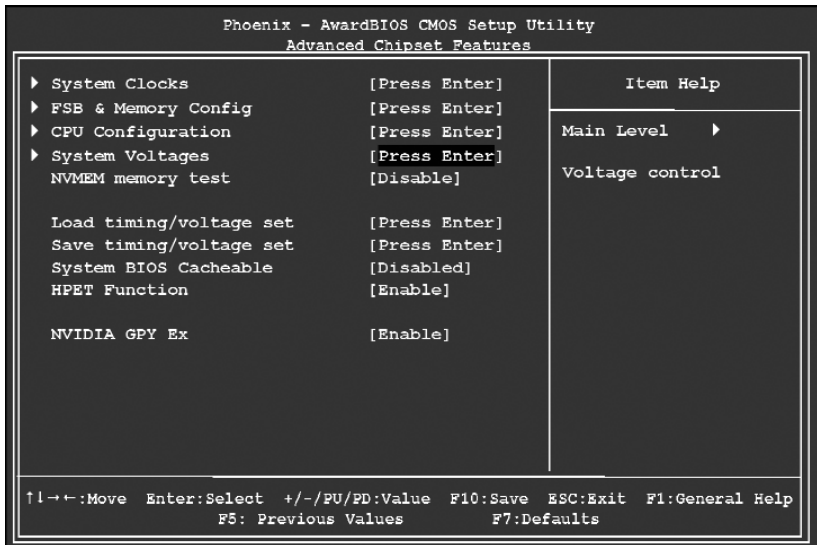 Phoenix - AwardBIOS CMOS Setup Utility
Advanced Chipset Features
System Clocks [Press Enter]
FSB & Memory Config [Press Enter]
CPU Configuration [Press Enter]
System Voltages [Press Enter]
NVMEM memory test [Disable]
Load timing/voltage set [Press Enter]
Save timing/voltage set [Press Enter]
System BIOS Cacheable [Disabled]
HPET Function [Enable]
NVIDIA GPY Ex [Enable]
Item Help
Main Level
Voltage control
↑↓→←:Move Enter:Select +/-/PU/PD:Value F10:Save ESC:Exit F1:General Help
F5: Previous Values F7:Defaults